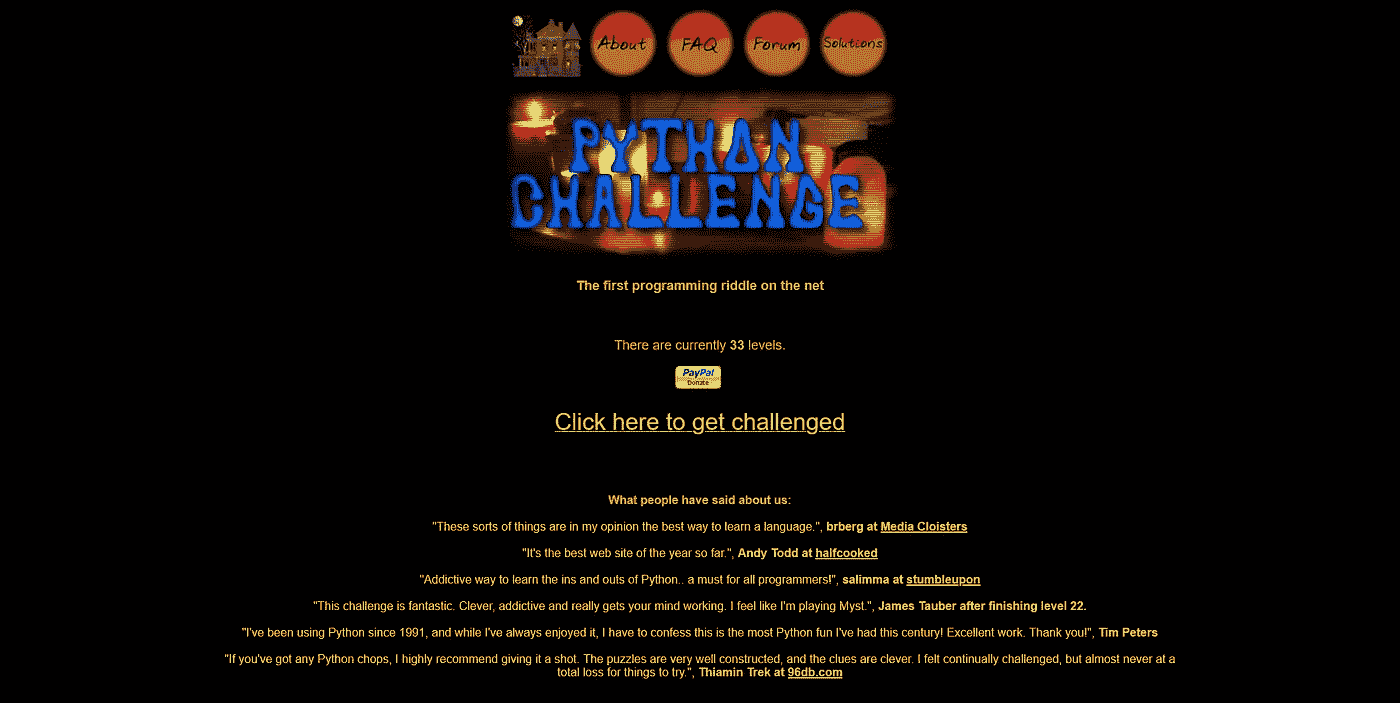 About FAQ Forum Solutions
PYTHON
CHALLENGE
The first programming riddle on the net
There are currently 33 levels.
PayPal
Donate
Click here to get challenged
What people have said about us:
"These sorts of things are in my opinion the best way to learn a language.", brberg at Media Cloisters
"It's the best web site of the year so far.", Andy Todd at halfcooked
"Addictive way to learn the ins and outs of Python.. a must for all programmers!", salimma at stumbleupon
"This challenge is fantastic. Clever, addictive and really gets your mind working. I feel like I'm playing Myst.", James Tauber after finishing level 22.
"I've been using Python since 1991, and while I've always enjoyed it, I have to confess this is the most Python fun I've had this century! Excellent work. Thank you!", Tim Peters
"If you've got any Python chops, I highly recommend giving it a shot. The puzzles are very well constructed, and the clues are clever. I felt continually challenged, but almost never at a
total loss for things to try.", Thiamin Trek at 96db.com